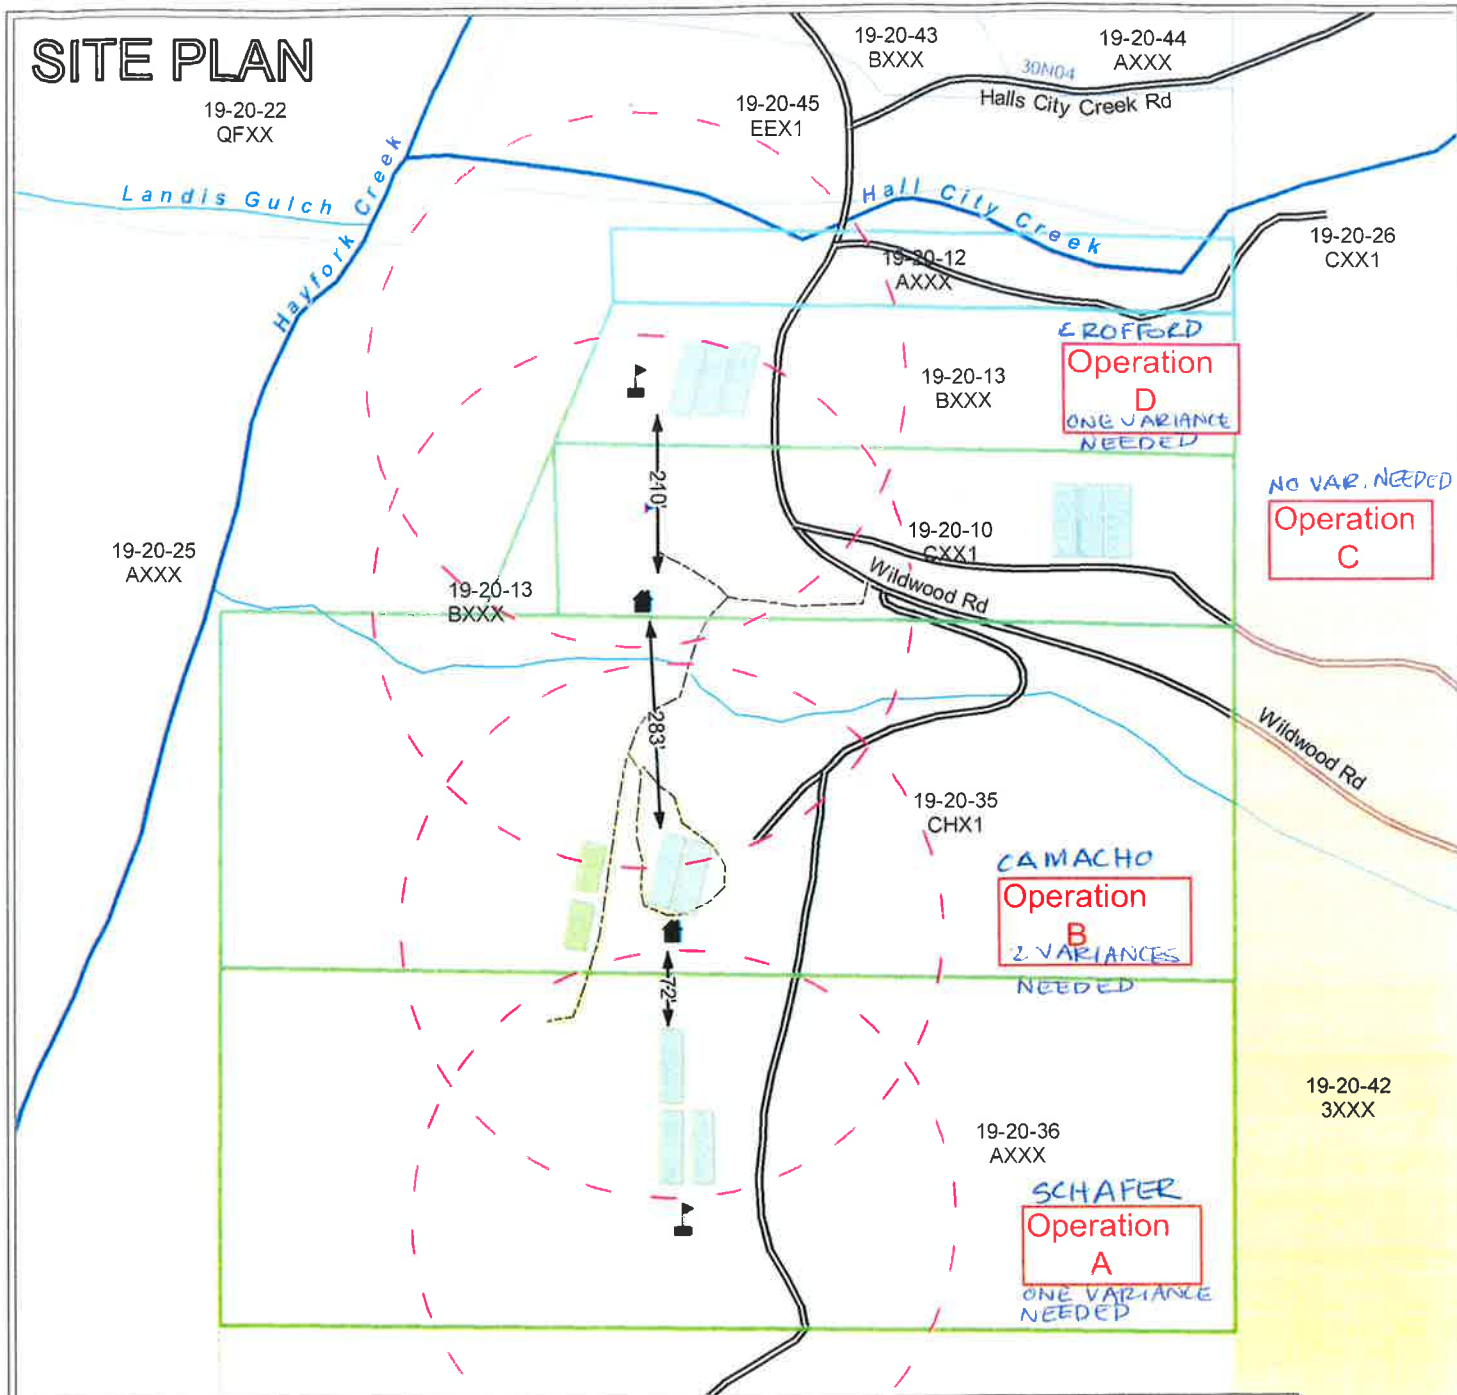 SITE PLAN
19-20-43
BXXX
19-20-44
AXXX
30N04
Halls City Creek Rd
19-20-22
QFXX
19-20-45
EEX1
Landis Gulch
Hayfork Creek
Hall City Creek
19-20-12
AXXX
19-20-26
CXX1
CROFFORD
Operation
D
ONE VARIANCE
NEEDED
19-20-13
BXXX
210'
NO VAR. NEEDED
Operation
C
19-20-10
CXX1
19-20-25
AXXX
19-20-13
BXXX
Wildwood Rd
283'
Wildwood Rd
19-20-35
CHX1
CAMACHO
Operation
B
2 VARIANCES
NEEDED
72'
19-20-42
3XXX
19-20-36
AXXX
SCHAFER
Operation
A
ONE VARIANCE
NEEDED